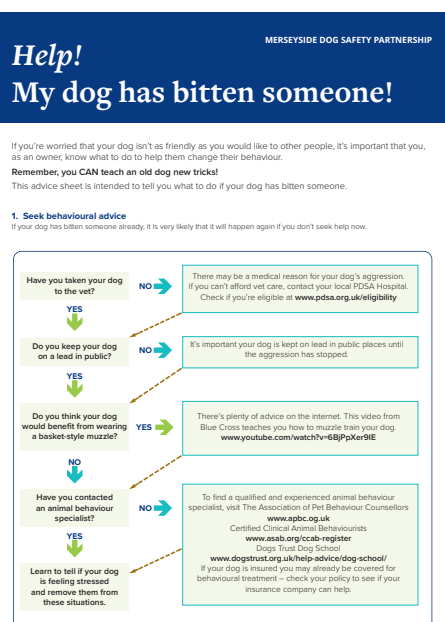 MERSEYSIDE DOG SAFETY PARTNERSHIP
Help!
My dog has bitten someone!
If you're worried that your dog isn't as friendly as you would like to other people, it's important that you,
as an owner, know what to do to help them change their behaviour.
Remember, you CAN teach an old dog new tricks!
This advice sheet is intended to tell you what to do if your dog has bitten someone.
1. Seek behavioural advice
If your dog has bitten someone already, it is very likely that it will happen again if you don't seek help now.
Have you taken your dog
to the vet?
NO
There may be a medical reason for your dog's aggression.
If you can't afford vet care, contact your local PDSA Hospital.
Check if you're eligible at www.pdsa.org.uk/eligibility
YES
Do you keep your dog
on a lead in public?
NO
It's important your dog is kept on lead in public places until
the aggression has stopped.
YES
Do you think your dog
would benefit from wearing
a basket-style muzzle?
YES
There's plenty of advice on the internet. This video from
Blue Cross teaches you how to muzzle train your dog.
www.youtube.com/watch?v=6BjPpXer9IE
NO
Have you contacted
an animal behaviour
specialist?
NO
To find a qualified and experienced animal behaviour
specialist, visit The Association of Pet Behaviour Counsellors
www.apbc.og.uk
Certified Clinical Animal Behaviourists
www.asab.org/ccab-register
Dogs Trust Dog School
www.dogstrust.org.uk/help-advice/dog-school/
If your dog is insured you may already be covered for
behavioural treatment – check your policy to see if your
insurance company can help.
YES
Learn to tell if your dog
is feeling stressed
and remove them from
these situations.